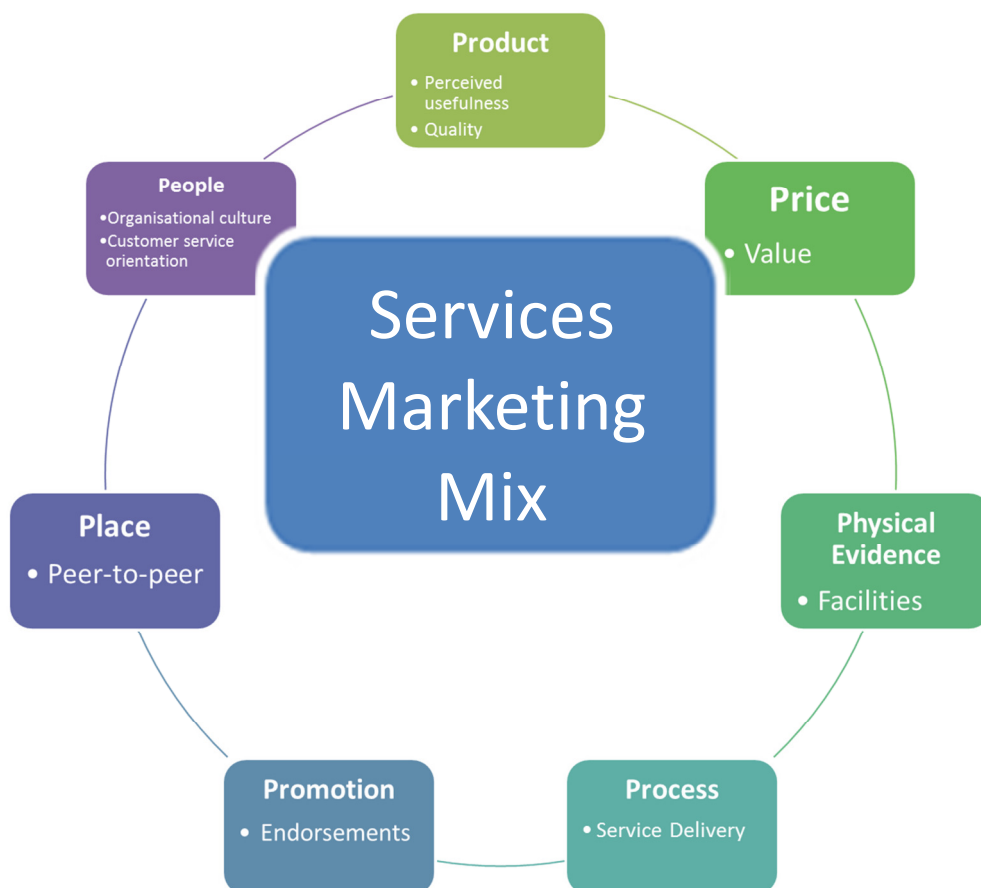 Product
• Perceived
usefulness
• Quality
Price
• Value
Physical
Evidence
• Facilities
Process
• Service Delivery
Promotion
• Endorsements
Place
• Peer-to-peer
People
•Organisational culture
•Customer service
orientation
Services
Marketing
Mix